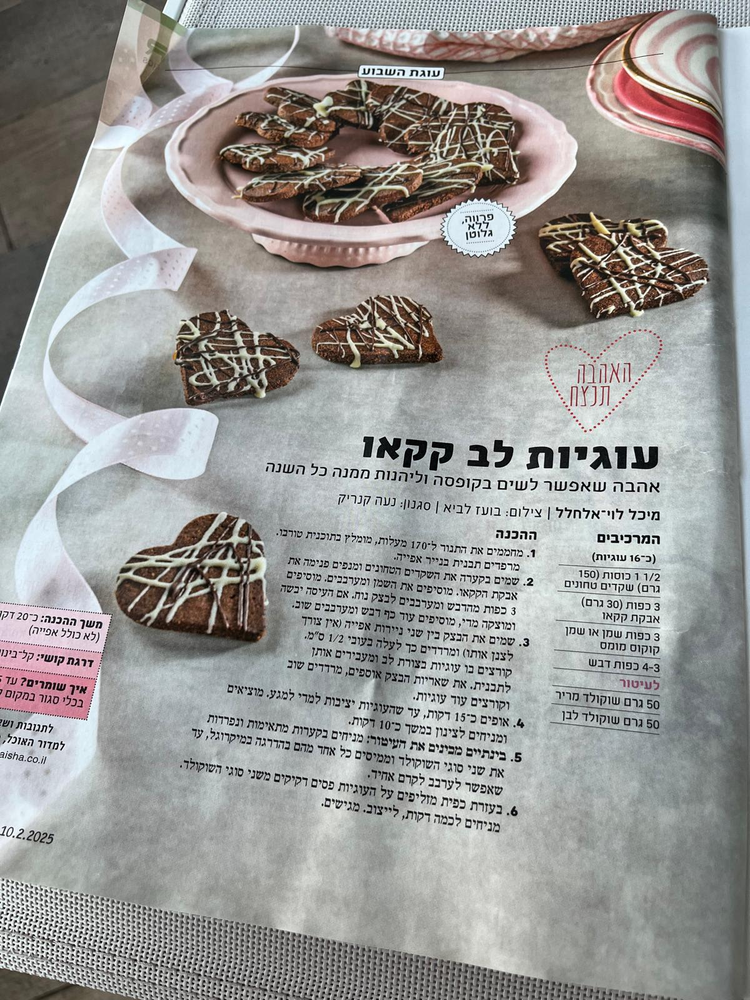 עוגת השבוע
פרווה,
ללא
גלוטן
האהבה
תנצח
עוגיות לב קקאו
אהבה שאפשר לשים בקופסה וליהנות ממנה כל השנה
מיכל לוי־אלחלל | צילום: בועז לביא | סגנון: נעה קנריק
המרכיבים
(כ־16 עוגיות)
1 1/2 כוסות (150
גרם) שקדים טחונים
3 כפות (30 גרם)
אבקת קקאו
3 כפות שמן או שמן
קוקוס מומס
3-4 כפות דבש
לעיטור
50 גרם שוקולד מריר
50 גרם שוקולד לבן
ההכנה
1. מחממים את התנור ל־170 מעלות, מומלץ בתוכנית טורבו.
מרפדים תבנית בנייר אפייה.
2. שמים בקערה את השקדים הטחונים ומנפים פנימה את
אבקת הקקאו. מוסיפים את השמן ומערבבים. מוסיפים
3 כפות מהדבש ומערבבים לבצק נוח. אם העיסה יבשה
ומוצקה מדי, מוסיפים עוד כף דבש ומערבבים שוב.
3. שמים את הבצק בין שני ניירות אפייה (אין צורך
לצנן אותו) ומרדדים כך לעלה בעובי 1/2 ס"מ.
קורצים בו עוגיות בצורת לב ומעבירים אותן
לתבנית. את שאריות הבצק אוספים, מרדדים שוב
וקורצים עוד עוגיות.
4. אופים כ־15 דקות, עד שהעוגיות יציבות למדי למגע. מוציאים
ומניחים לצינון במשך כ־10 דקות.
5. בינתיים מכינים את העיטור: מניחים בקערות מתאימות ונפרדות
את שני סוגי השוקולד וממיסים כל אחד מהם בהדרגה במיקרוגל, עד
שאפשר לערבב לקרם אחיד.
6. בעזרת כפית מזליפים על העוגיות פסים דקיקים משני סוגי השוקולד.
מניחים לכמה דקות, לייצוב. מגישים.
משך ההכנה: כ־20 דקו
(לא כולל אפייה)
דרגת קושי: קל־בינו
איך שומרים? עד
בכלי סגור במקום
לתגובות וש
למדור האוכל,
aisha.co.il
10.2.2025